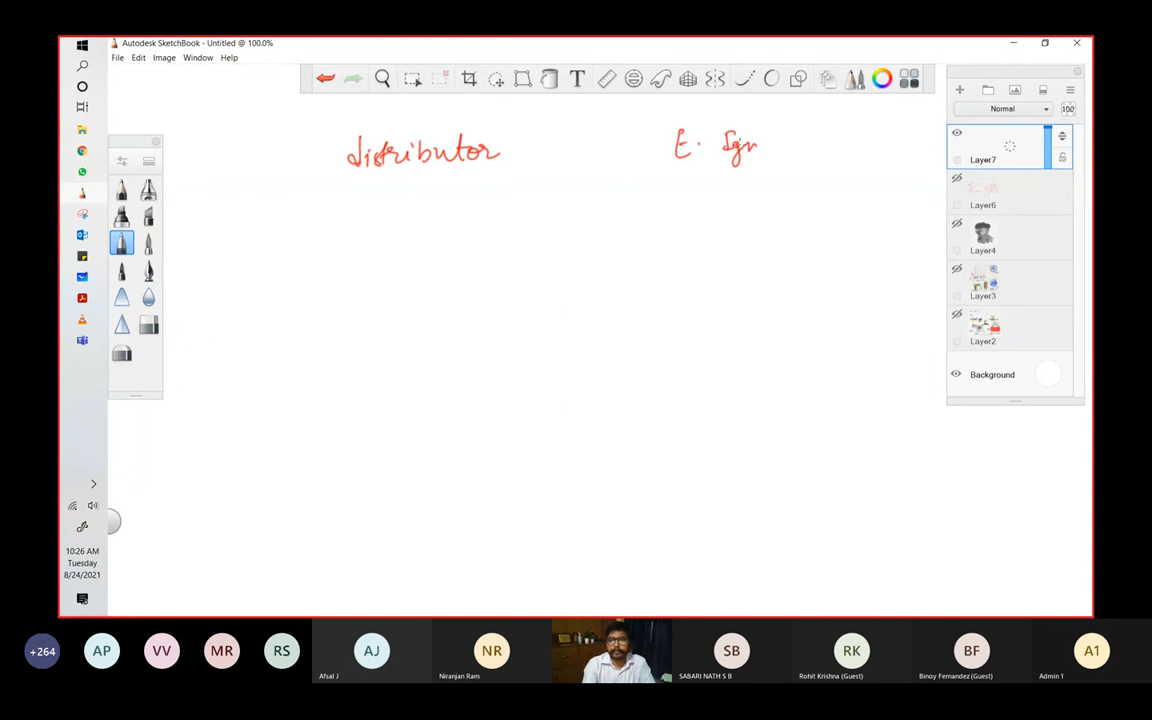 Autodesk SketchBook - Untitled @ 100.0%
File Edit Image Window Help
T
Normal 100
distributor E.
Layer7
Layer6
Layer4
Layer3
Layer2
Background
10:26 AM
Tuesday
8/24/2021
+264 AP VV MR RS AJ NR SB RK BF A1
Afsal J Niranjan Ram SABARI NATH S B Rohit Krishna (Guest) Binoy Fernandez (Guest) Admin 1